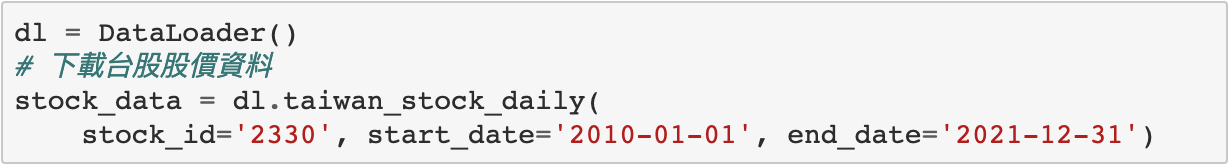 dl = DataLoader()
# 下載台股股價資料
stock_data = dl.taiwan_stock_daily(
    stock_id='2330', start_date='2010-01-01', end_date='2021-12-31')